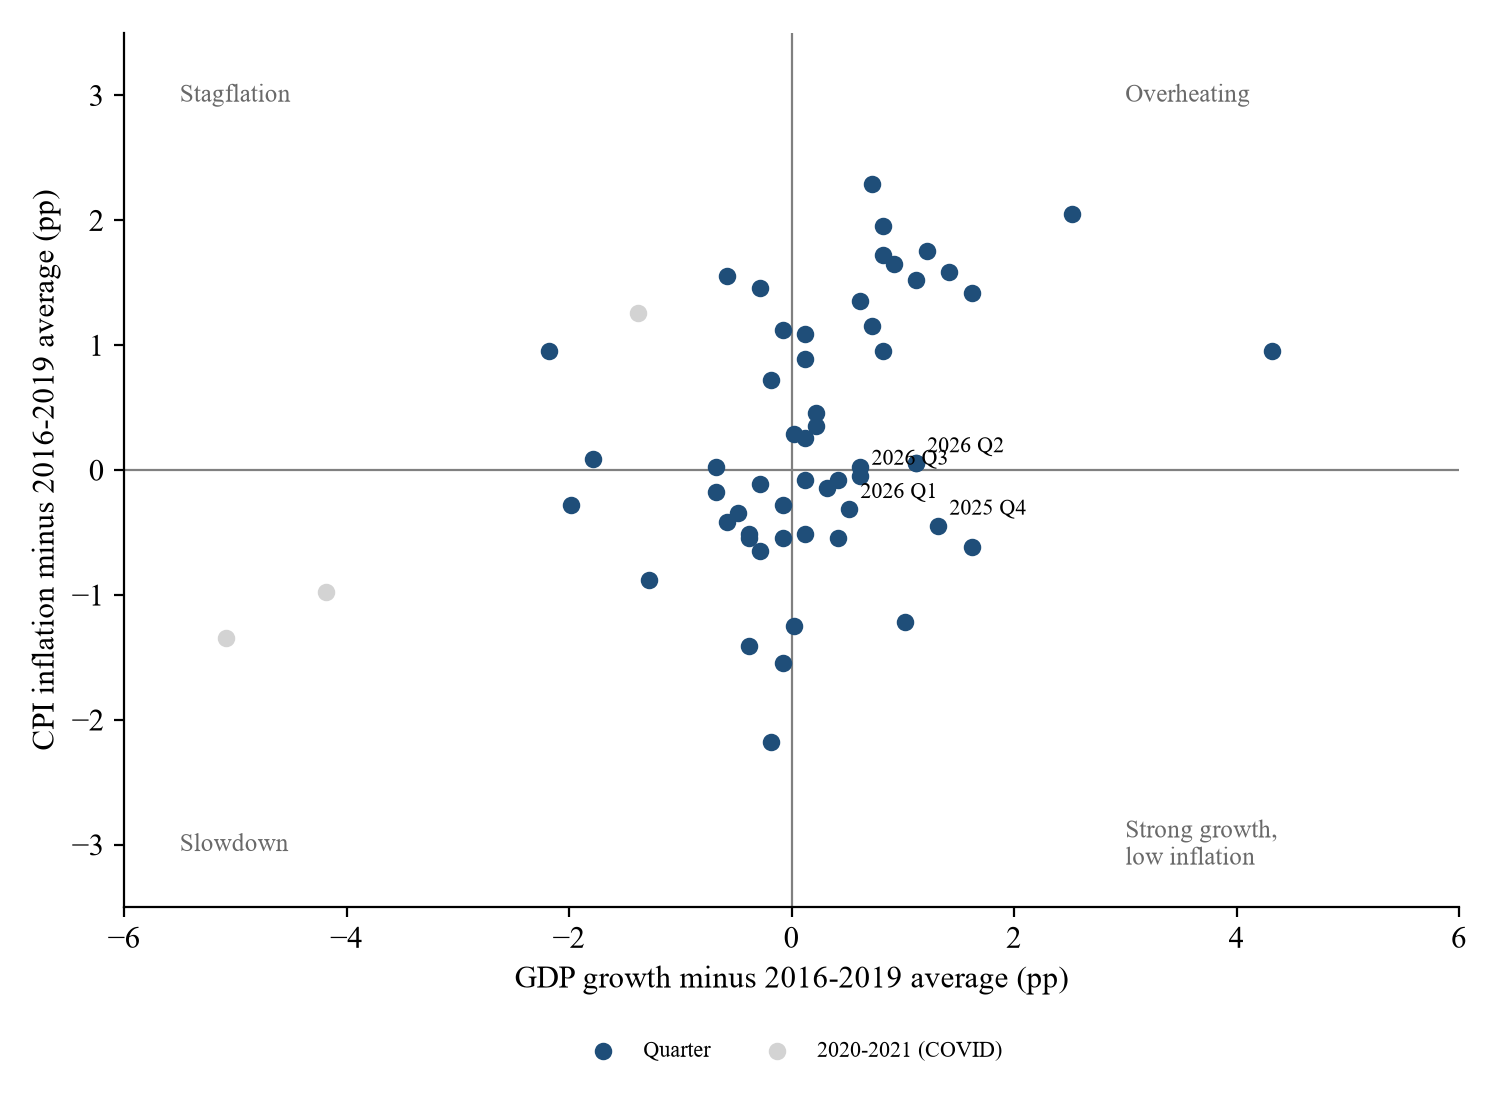 Stagflation
Overheating
3
2
1
0
−1
−2
−3
CPI inflation minus 2016-2019 average (pp)
2026 Q2
2026 Q3
2026 Q1
2025 Q4
Slowdown
Strong growth,
low inflation
−6
−4
−2
0
2
4
6
GDP growth minus 2016-2019 average (pp)
Quarter
2020-2021 (COVID)